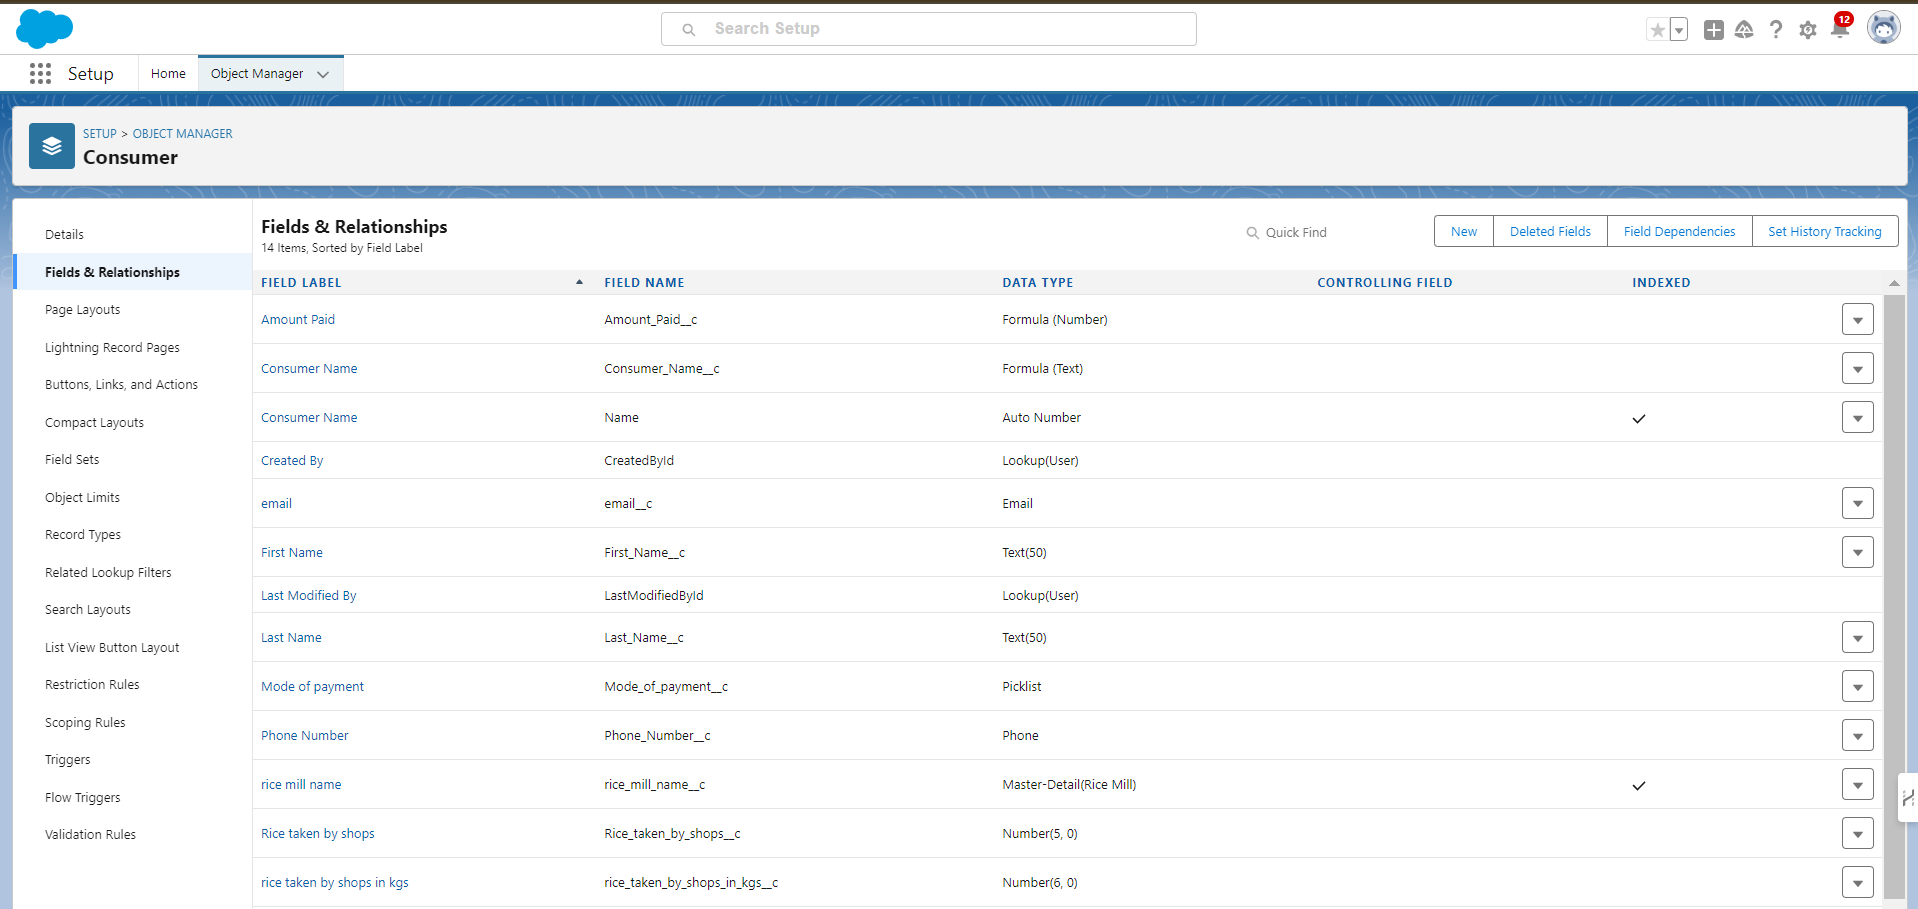 Search Setup
12
Setup
Home
Object Manager
SETUP > OBJECT MANAGER
Consumer
Details
Fields & Relationships
Page Layouts
Lightning Record Pages
Buttons, Links, and Actions
Compact Layouts
Field Sets
Object Limits
Record Types
Related Lookup Filters
Search Layouts
List View Button Layout
Restriction Rules
Scoping Rules
Triggers
Flow Triggers
Validation Rules
Fields & Relationships
14 Items, Sorted by Field Label
Quick Find
New Deleted Fields Field Dependencies Set History Tracking
FIELD LABEL FIELD NAME DATA TYPE CONTROLLING FIELD INDEXED
Amount Paid Amount_Paid__c Formula (Number)
Consumer Name Consumer_Name__c Formula (Text)
Consumer Name Name Auto Number
Created By CreatedById Lookup(User)
email email__c Email
First Name First_Name__c Text(50)
Last Modified By LastModifiedById Lookup(User)
Last Name Last_Name__c Text(50)
Mode of payment Mode_of_payment__c Picklist
Phone Number Phone_Number__c Phone
rice mill name rice_mill_name__c Master-Detail(Rice Mill)
Rice taken by shops Rice_taken_by_shops__c Number(5, 0)
rice taken by shops in kgs rice_taken_by_shops_in_kgs__c Number(6, 0)